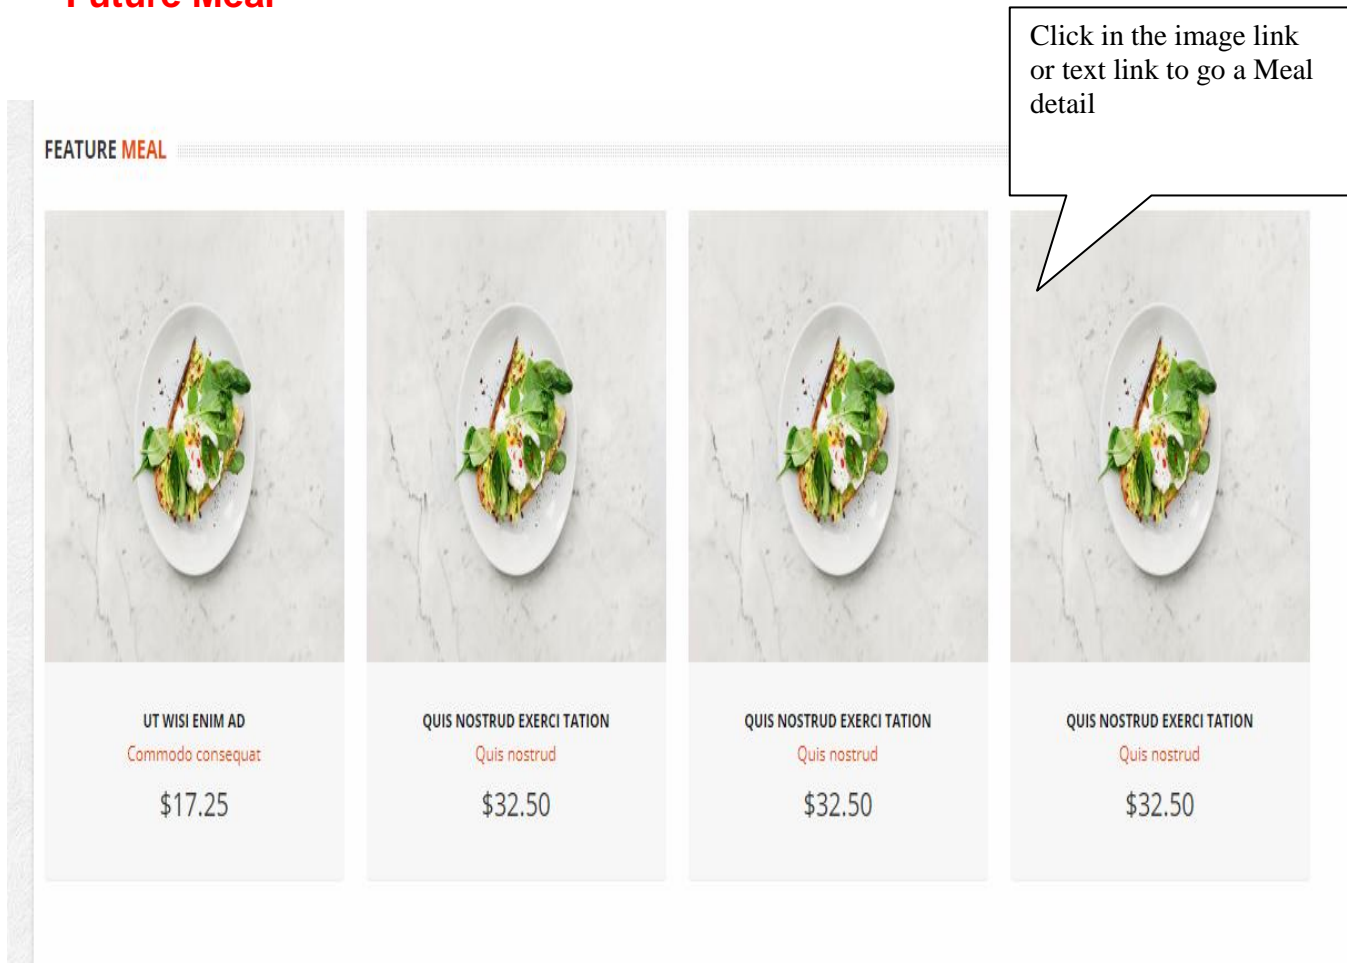 Future Meal
Click in the image link
or text link to go a Meal
detail
FEATURE MEAL
UT WISI ENIM AD
Commodo consequat
$17.25
QUIS NOSTRUD EXERCI TATION
Quis nostrud
$32.50
QUIS NOSTRUD EXERCI TATION
Quis nostrud
$32.50
QUIS NOSTRUD EXERCI TATION
Quis nostrud
$32.50